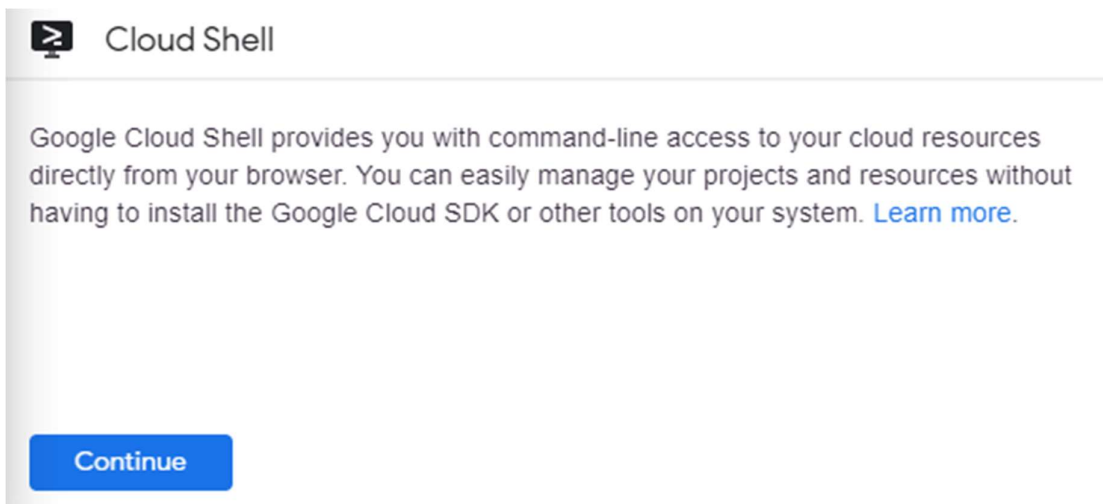 Cloud Shell
Google Cloud Shell provides you with command-line access to your cloud resources
directly from your browser. You can easily manage your projects and resources without
having to install the Google Cloud SDK or other tools on your system. Learn more.
Continue